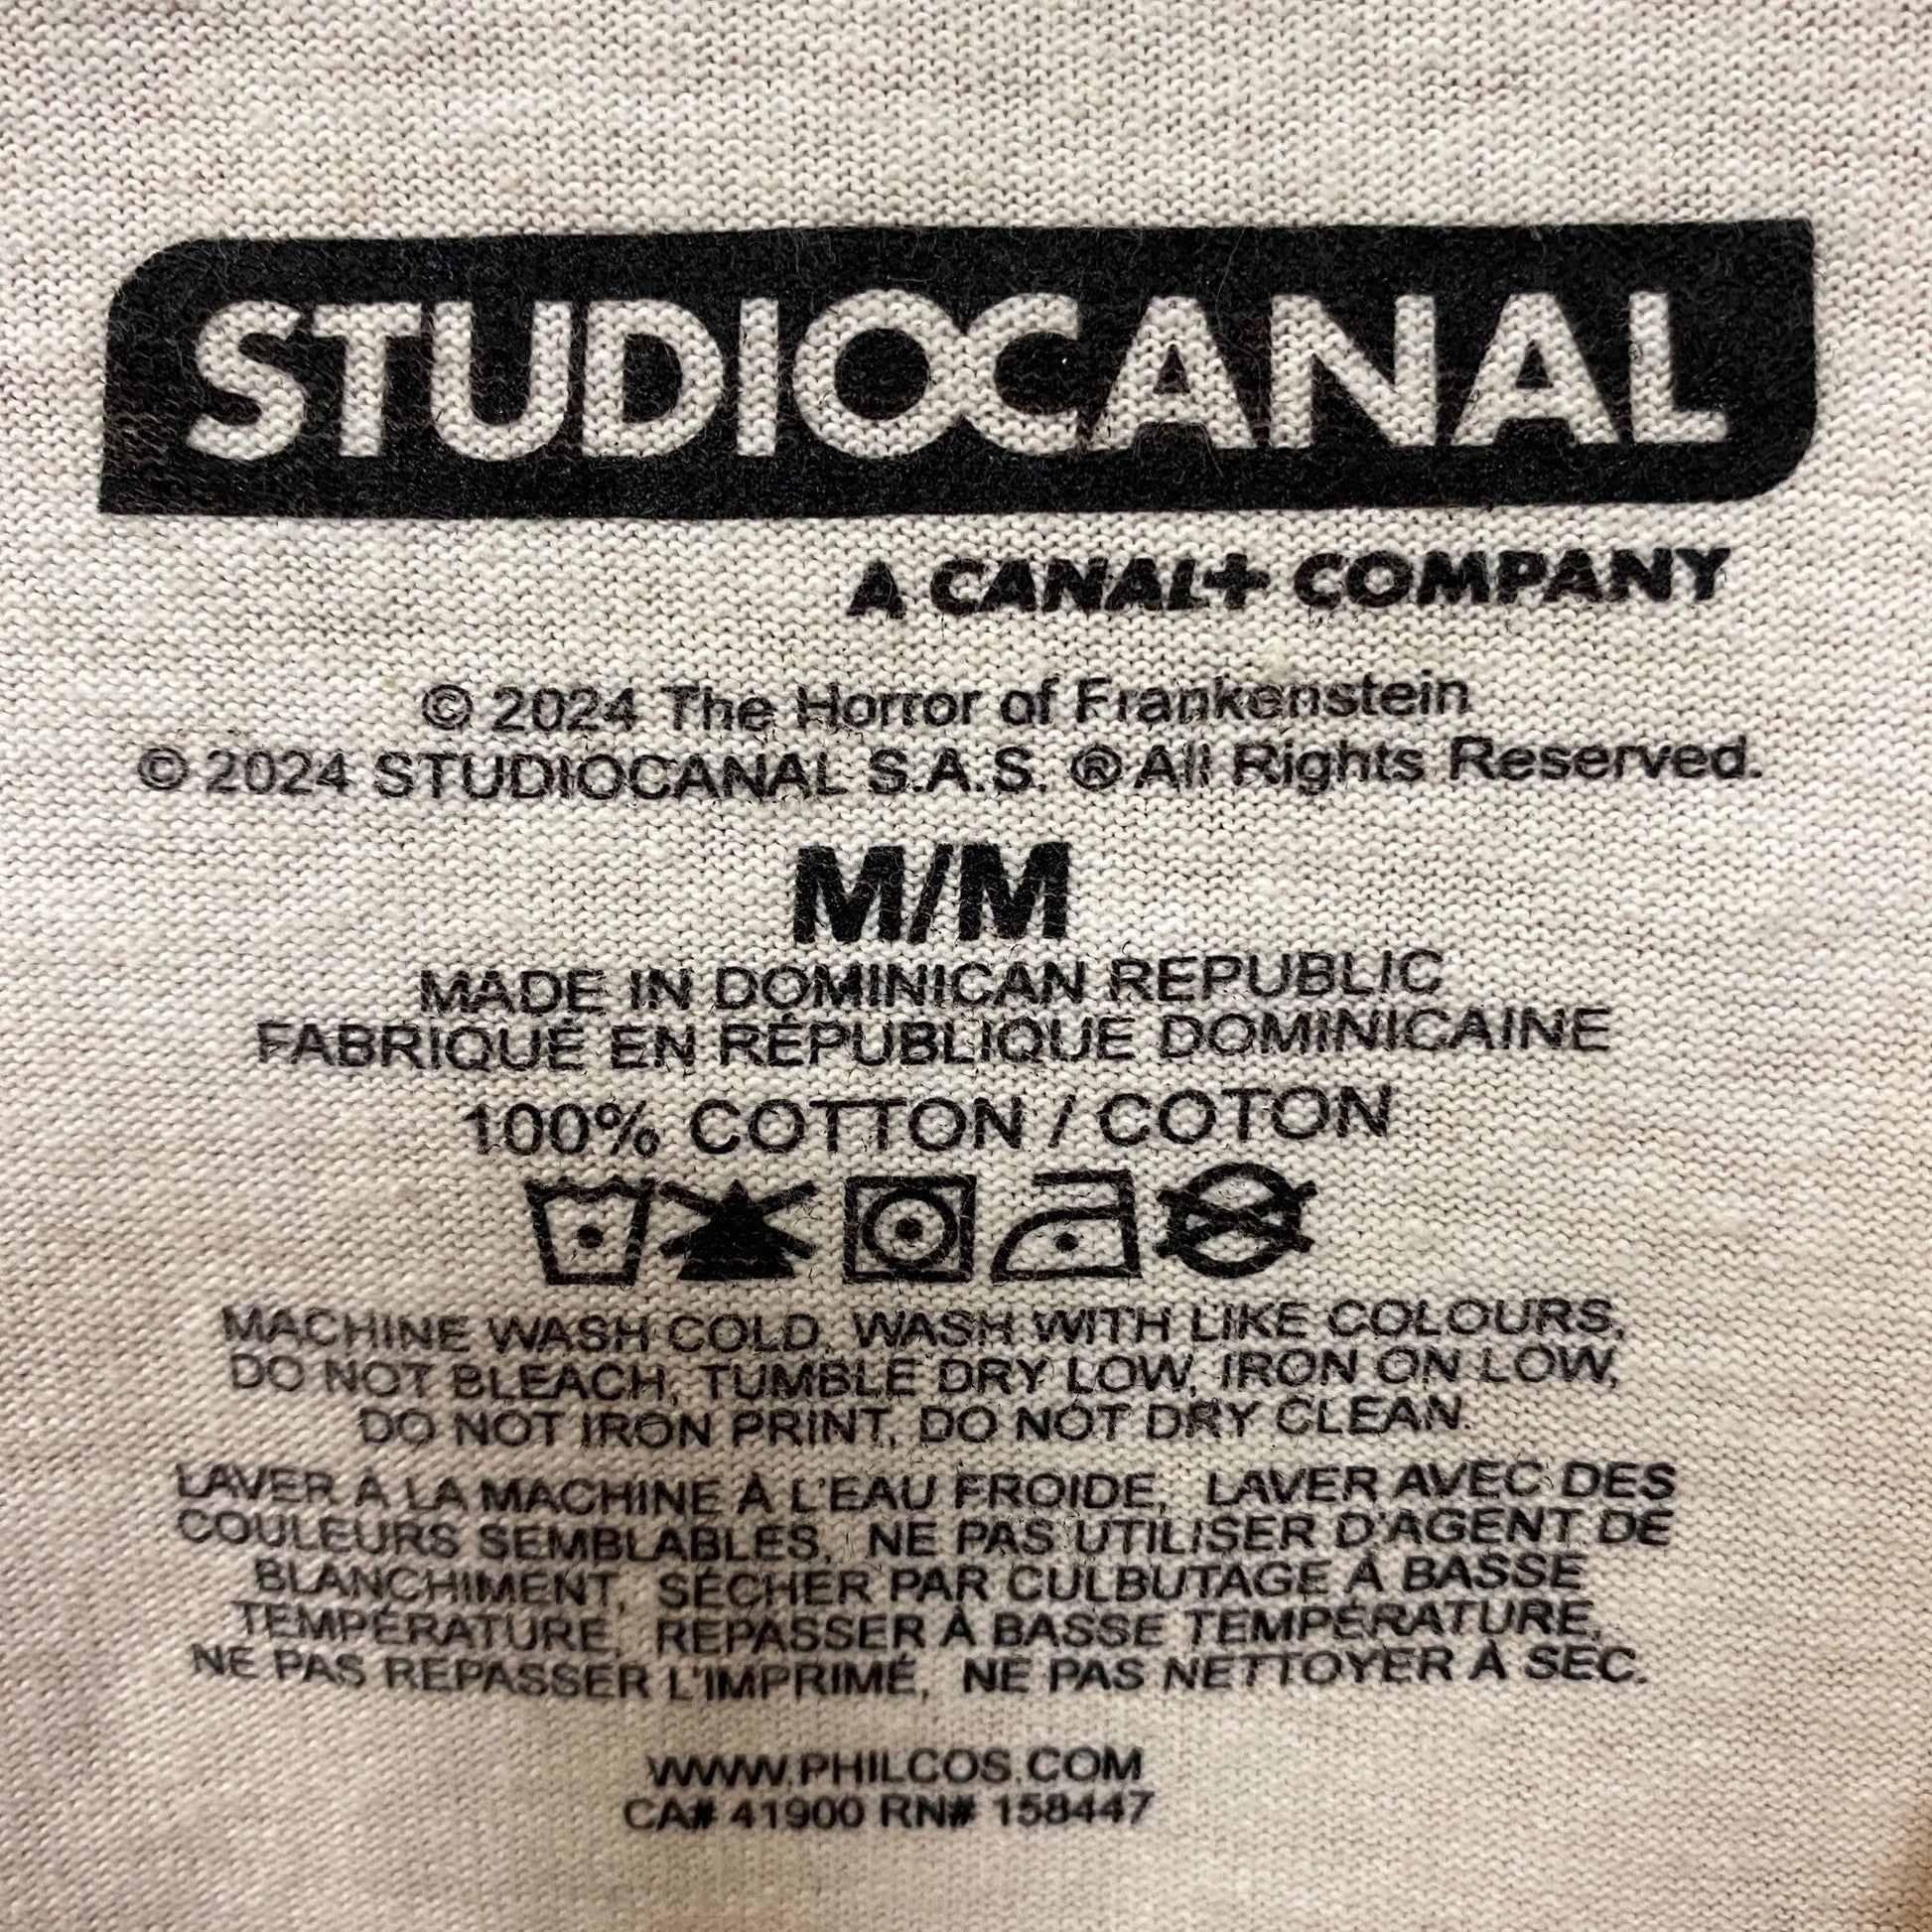 STUDIOCANAL
A CANAL+ COMPANY
© 2024 The Horror of Frankenstein
© 2024 STUDIOCANAL S.A.S. ® All Rights Reserved.
M/M
MADE IN DOMINICAN REPUBLIC
FABRIQUÉ EN RÉPUBLIQUE DOMINICAINE
100% COTTON / COTON
MACHINE WASH COLD, WASH WITH LIKE COLOURS,
DO NOT BLEACH, TUMBLE DRY LOW, IRON ON LOW,
DO NOT IRON PRINT, DO NOT DRY CLEAN.
LAVER À LA MACHINE À L'EAU FROIDE, LAVER AVEC DES
COULEURS SEMBLABLES, NE PAS UTILISER D'AGENT DE
BLANCHIMENT, SÉCHER PAR CULBUTAGE À BASSE
TEMPÉRATURE, REPASSER À BASSE TEMPÉRATURE,
NE PAS REPASSER L'IMPRIMÉ, NE PAS NETTOYER À SEC.
WWW.PHILCOS.COM
CA# 41900 RN# 158447